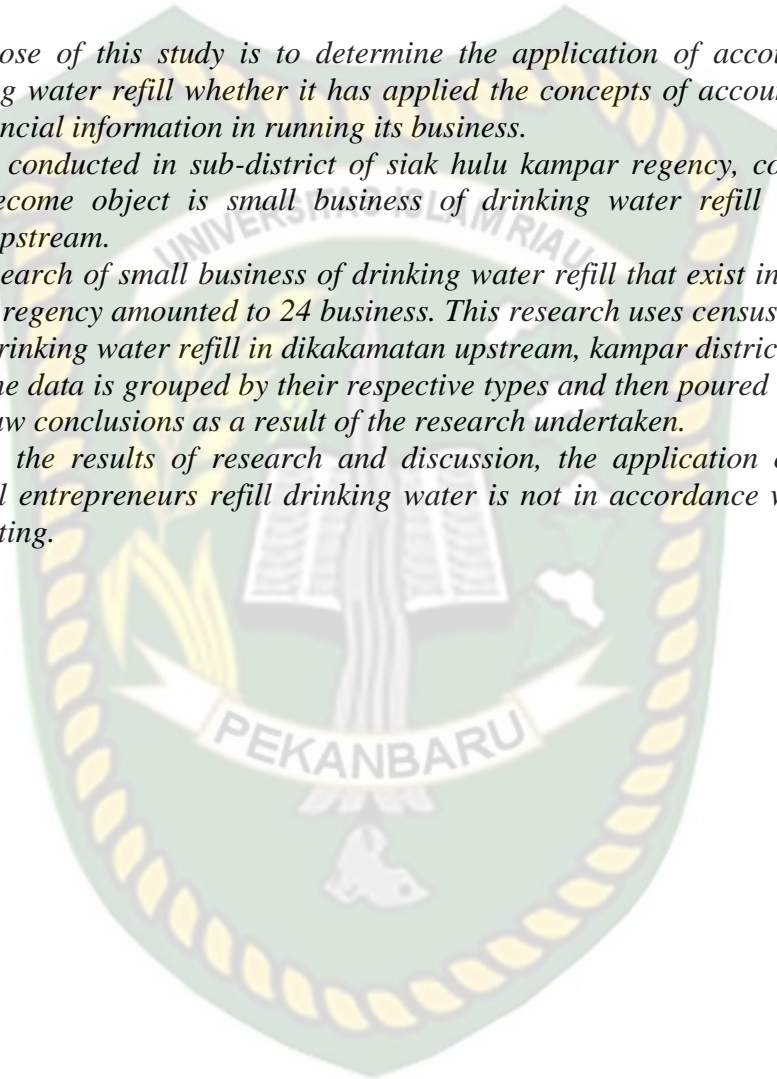 ose of this study is to determine the application of accou
g water refill whether it has applied the concepts of accou
ncial information in running its business.
conducted in sub-district of siak hulu kampar regency, co
ecome object is small business of drinking water refill
pstream.
earch of small business of drinking water refill that exist in
regency amounted to 24 business. This research uses census
rinking water refill in dikakamatan upstream, kampar distric
he data is grouped by their respective types and then poured
aw conclusions as a result of the research undertaken.
the results of research and discussion, the application
l entrepreneurs refill drinking water is not in accordance
ting.
UNIVERSITAS ISLAM RIAU
PEKANBARU